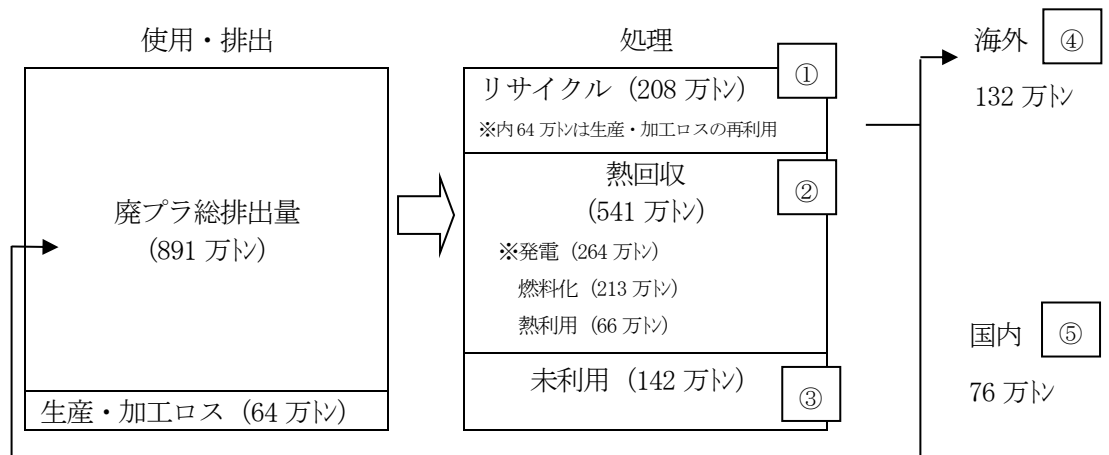 使用・排出
廃プラ総排出量
(891 万トン)
生産・加工ロス (64 万トン)
処理
①
リサイクル (208 万トン)
※内 64 万トンは生産・加工ロスの再利用
②
熱回収
(541 万トン)
※発電 (264 万トン)
燃料化 (213 万トン)
熱利用 (66 万トン)
未利用 (142 万トン)
③
海外 ④
132 万トン
国内 ⑤
76 万トン